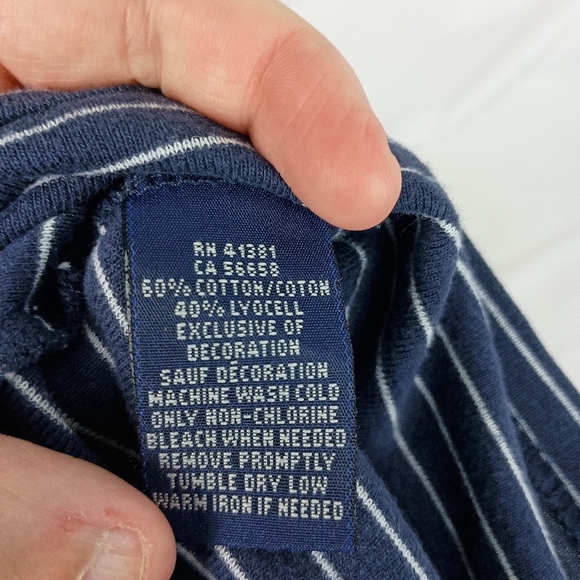 RN 41381
CA 56658
60% COTTON/COTON
40% LYOCELL
EXCLUSIVE OF
DECORATION
SAUF DÉCORATION
MACHINE WASH COLD
ONLY NON-CHLORINE
BLEACH WHEN NEEDED
REMOVE PROMPTLY
TUMBLE DRY LOW
WARM IRON IF NEEDED